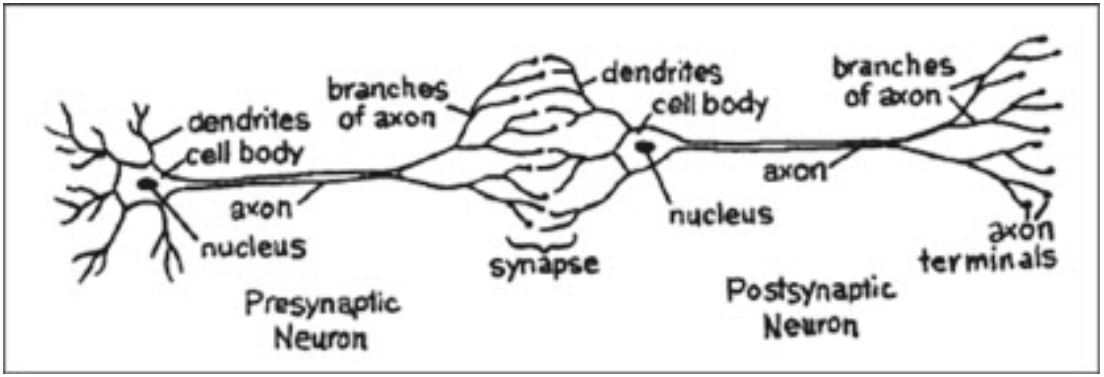 dendrites
cell body
axon
nucleus
Presynaptic
Neuron
branches
of axon
synapse
dendrites
cell body
nucleus
axon
Postsynaptic
Neuron
branches
of axon
axon
terminals